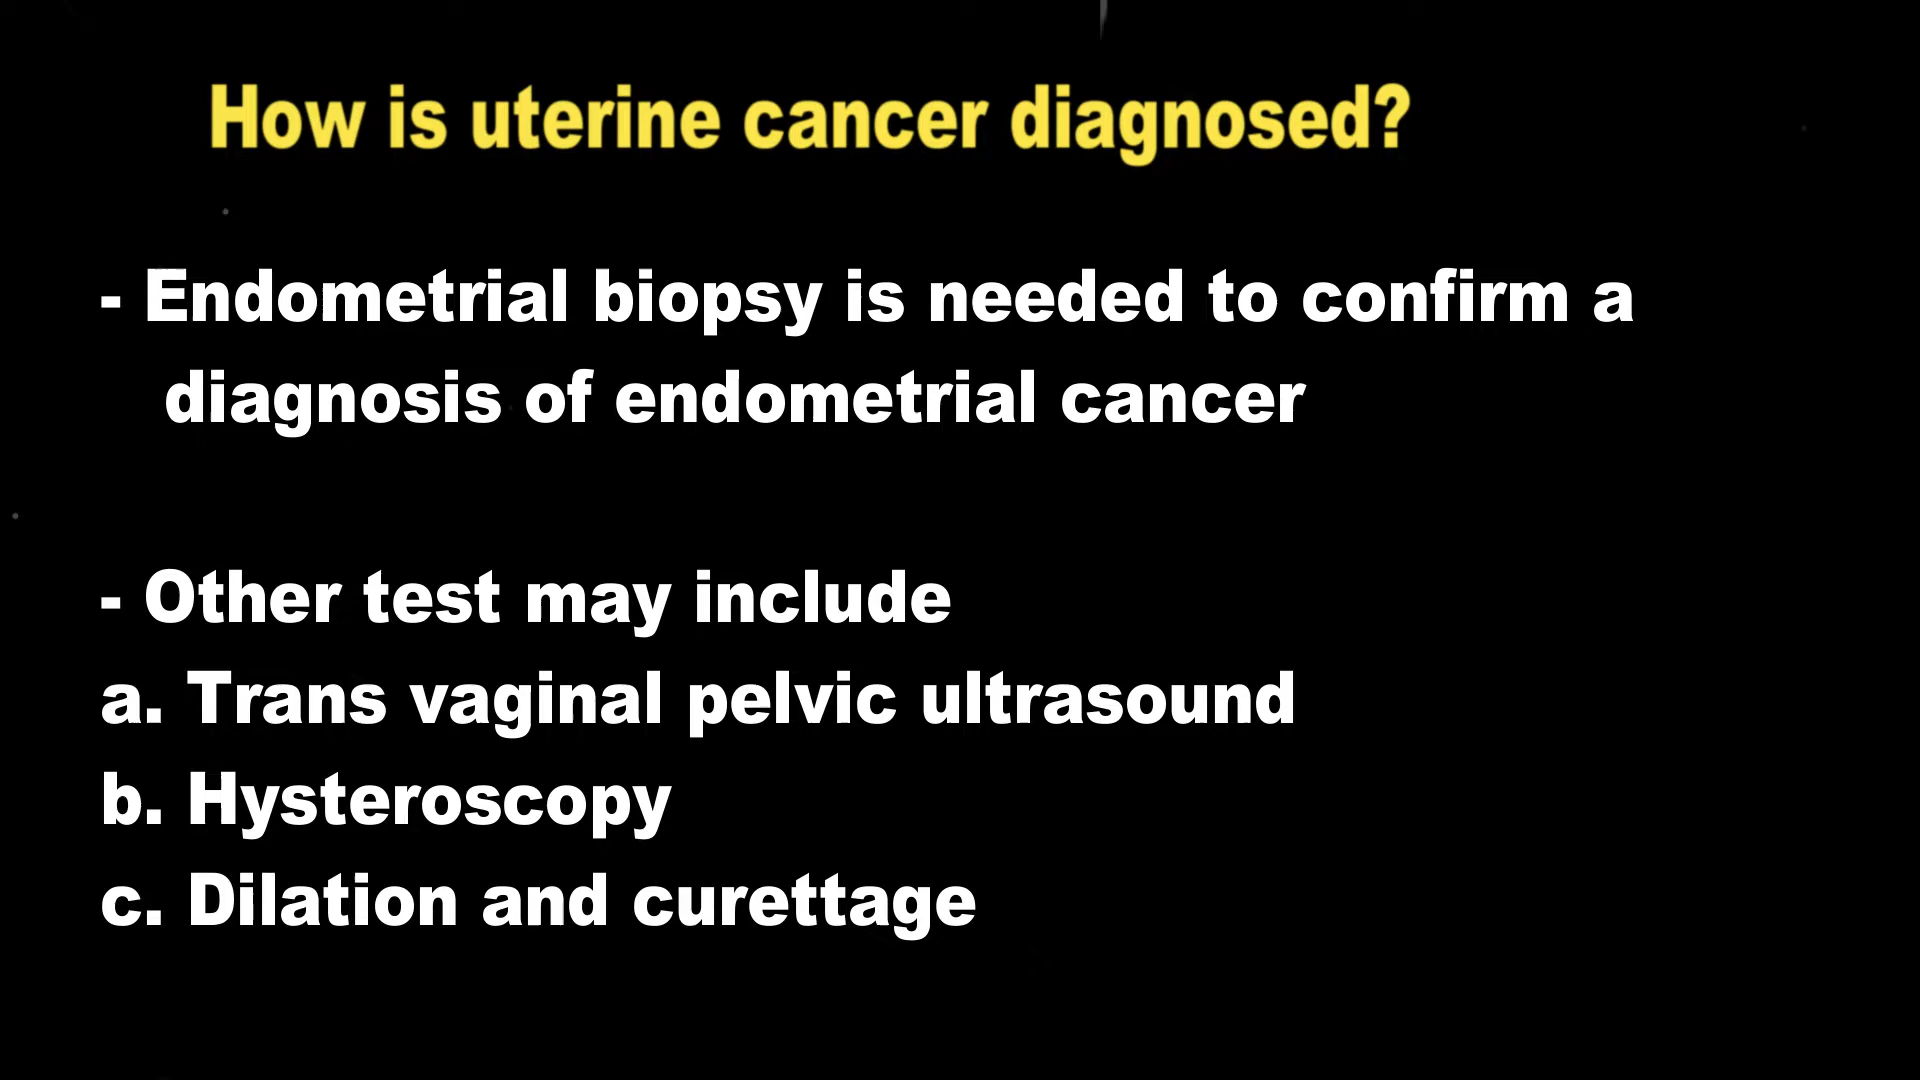 How is uterine cancer diagnosed?
- Endometrial biopsy is needed to confirm a
diagnosis of endometrial cancer
- Other test may include
a. Trans vaginal pelvic ultrasound
b. Hysteroscopy
c. Dilation and curettage